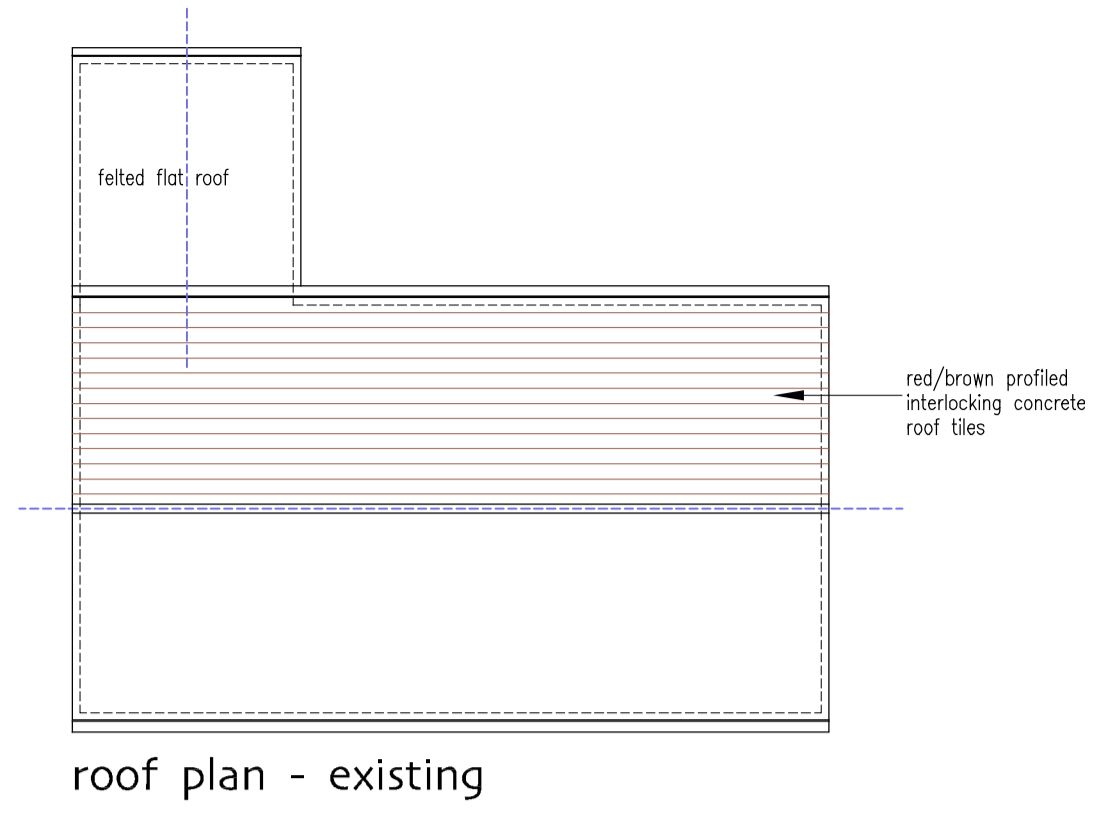 felted flat roof
red/brown profiled
interlocking concrete
roof tiles
roof plan - existing